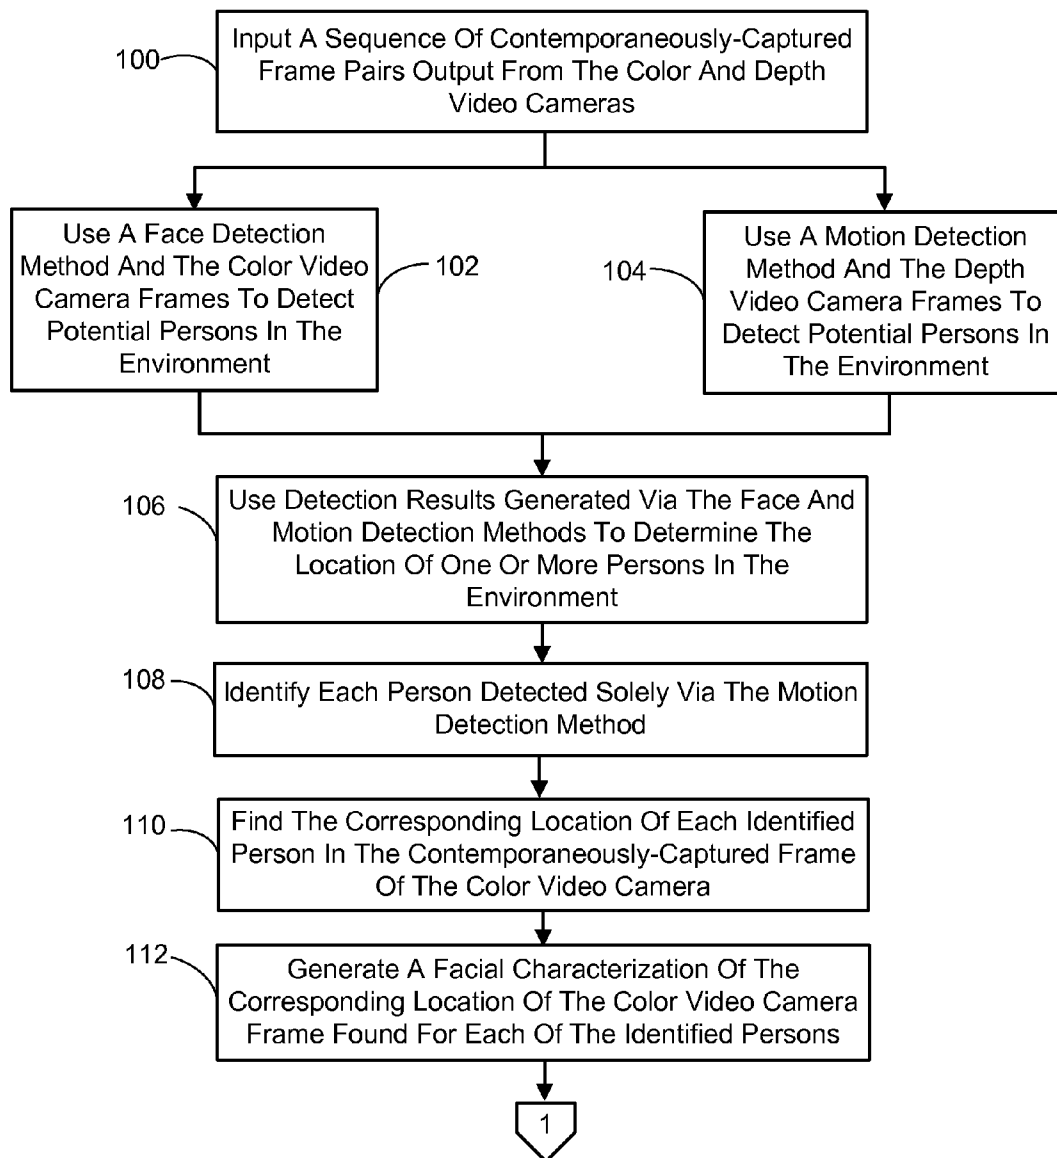 100
Input A Sequence Of Contemporaneously-Captured
Frame Pairs Output From The Color And Depth
Video Cameras
Use A Face Detection
Method And The Color Video
Camera Frames To Detect
Potential Persons In The
Environment
102
104
Use A Motion Detection
Method And The Depth
Video Camera Frames To
Detect Potential Persons In
The Environment
106
Use Detection Results Generated Via The Face And
Motion Detection Methods To Determine The
Location Of One Or More Persons In The
Environment
108
Identify Each Person Detected Solely Via The Motion
Detection Method
110
Find The Corresponding Location Of Each Identified
Person In The Contemporaneously-Captured Frame
Of The Color Video Camera
112
Generate A Facial Characterization Of The
Corresponding Location Of The Color Video Camera
Frame Found For Each Of The Identified Persons
1